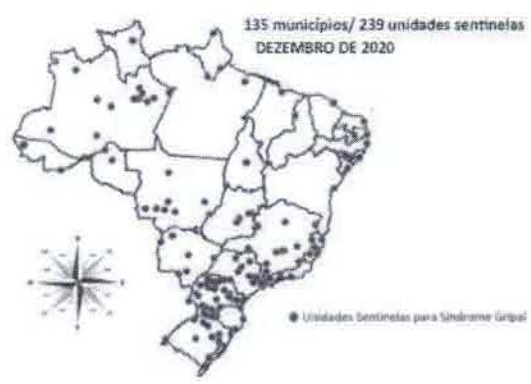 135 municípios/ 239 unidades sentinelas
DEZEMBRO DE 2020
Unidades Sentinelas para Síndrome Gripal